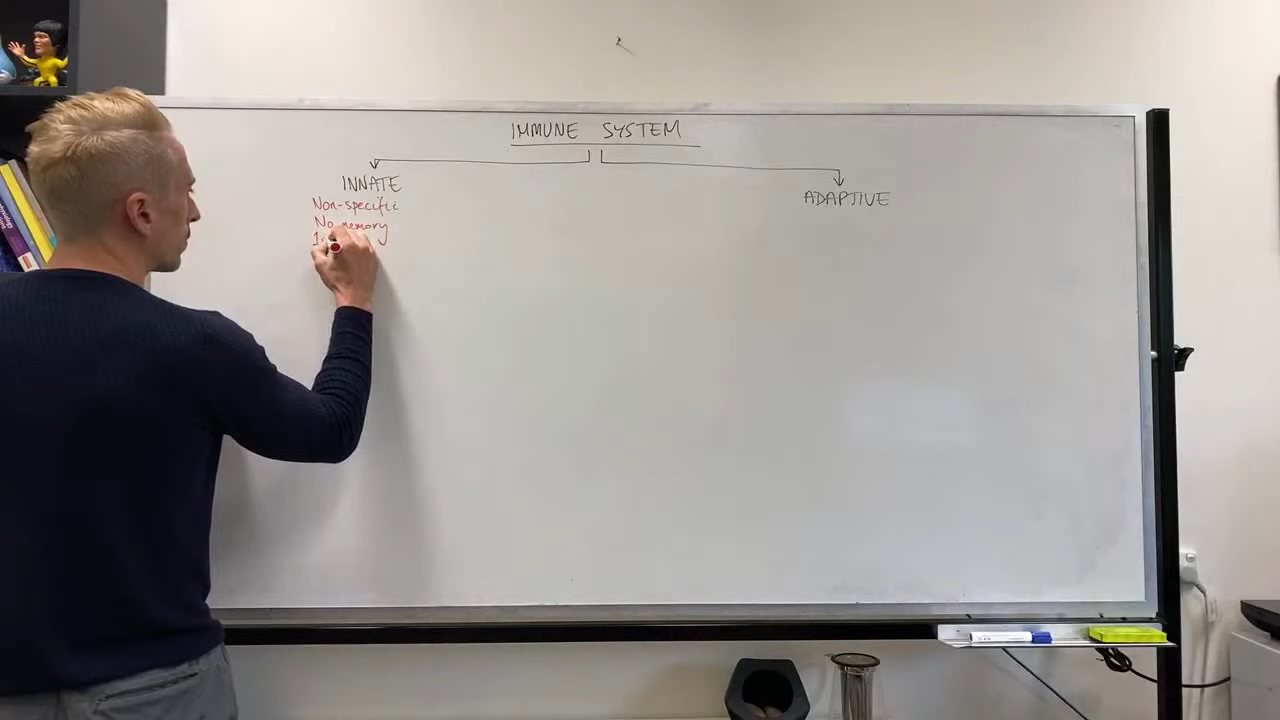 IMMUNE SYSTEM
INNATE
ADAPTIVE
Non-specific
No memory